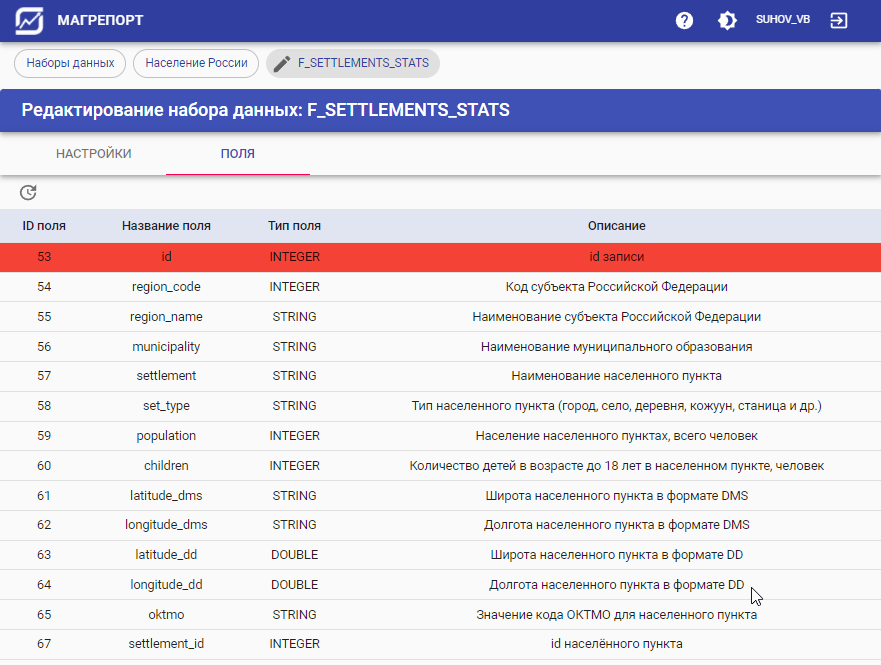 МАГРЕПОРТ
SUHOV_VB
Наборы данных Население России F_SETTLEMENTS_STATS
Редактирование набора данных: F_SETTLEMENTS_STATS
НАСТРОЙКИ ПОЛЯ
ID поля Название поля Тип поля Описание
53 id INTEGER id записи
54 region_code INTEGER Код субъекта Российской Федерации
55 region_name STRING Наименование субъекта Российской Федерации
56 municipality STRING Наименование муниципального образования
57 settlement STRING Наименование населенного пункта
58 set_type STRING Тип населенного пункта (город, село, деревня, кожуун, станица и др.)
59 population INTEGER Население населенного пунктах, всего человек
60 children INTEGER Количество детей в возрасте до 18 лет в населенном пункте, человек
61 latitude_dms STRING Широта населенного пункта в формате DMS
62 longitude_dms STRING Долгота населенного пункта в формате DMS
63 latitude_dd DOUBLE Широта населенного пункта в формате DD
64 longitude_dd DOUBLE Долгота населенного пункта в формате DD
65 oktmo STRING Значение кода ОКТМО для населенного пункта
67 settlement_id INTEGER id населённого пункта